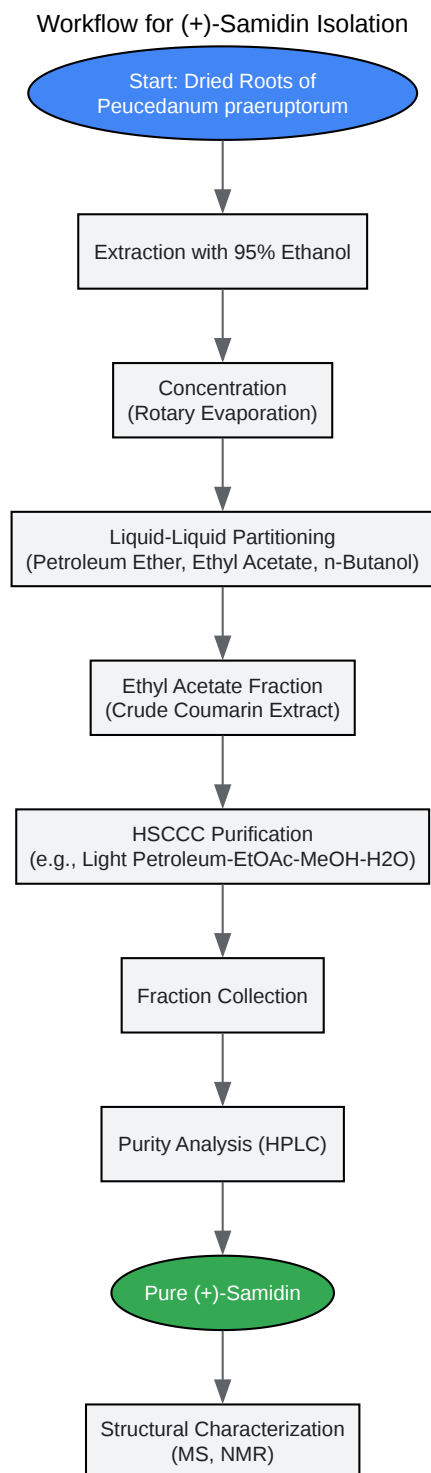 Workflow for (+)-Samidin Isolation
Start: Dried Roots of
Peucedanum praeruptorum
Extraction with 95% Ethanol
Concentration
(Rotary Evaporation)
Liquid-Liquid Partitioning
(Petroleum Ether, Ethyl Acetate, n-Butanol)
Ethyl Acetate Fraction
(Crude Coumarin Extract)
HSCCC Purification
(e.g., Light Petroleum-EtOAc-MeOH-H2O)
Fraction Collection
Purity Analysis (HPLC)
Pure (+)-Samidin
Structural Characterization
(MS, NMR)